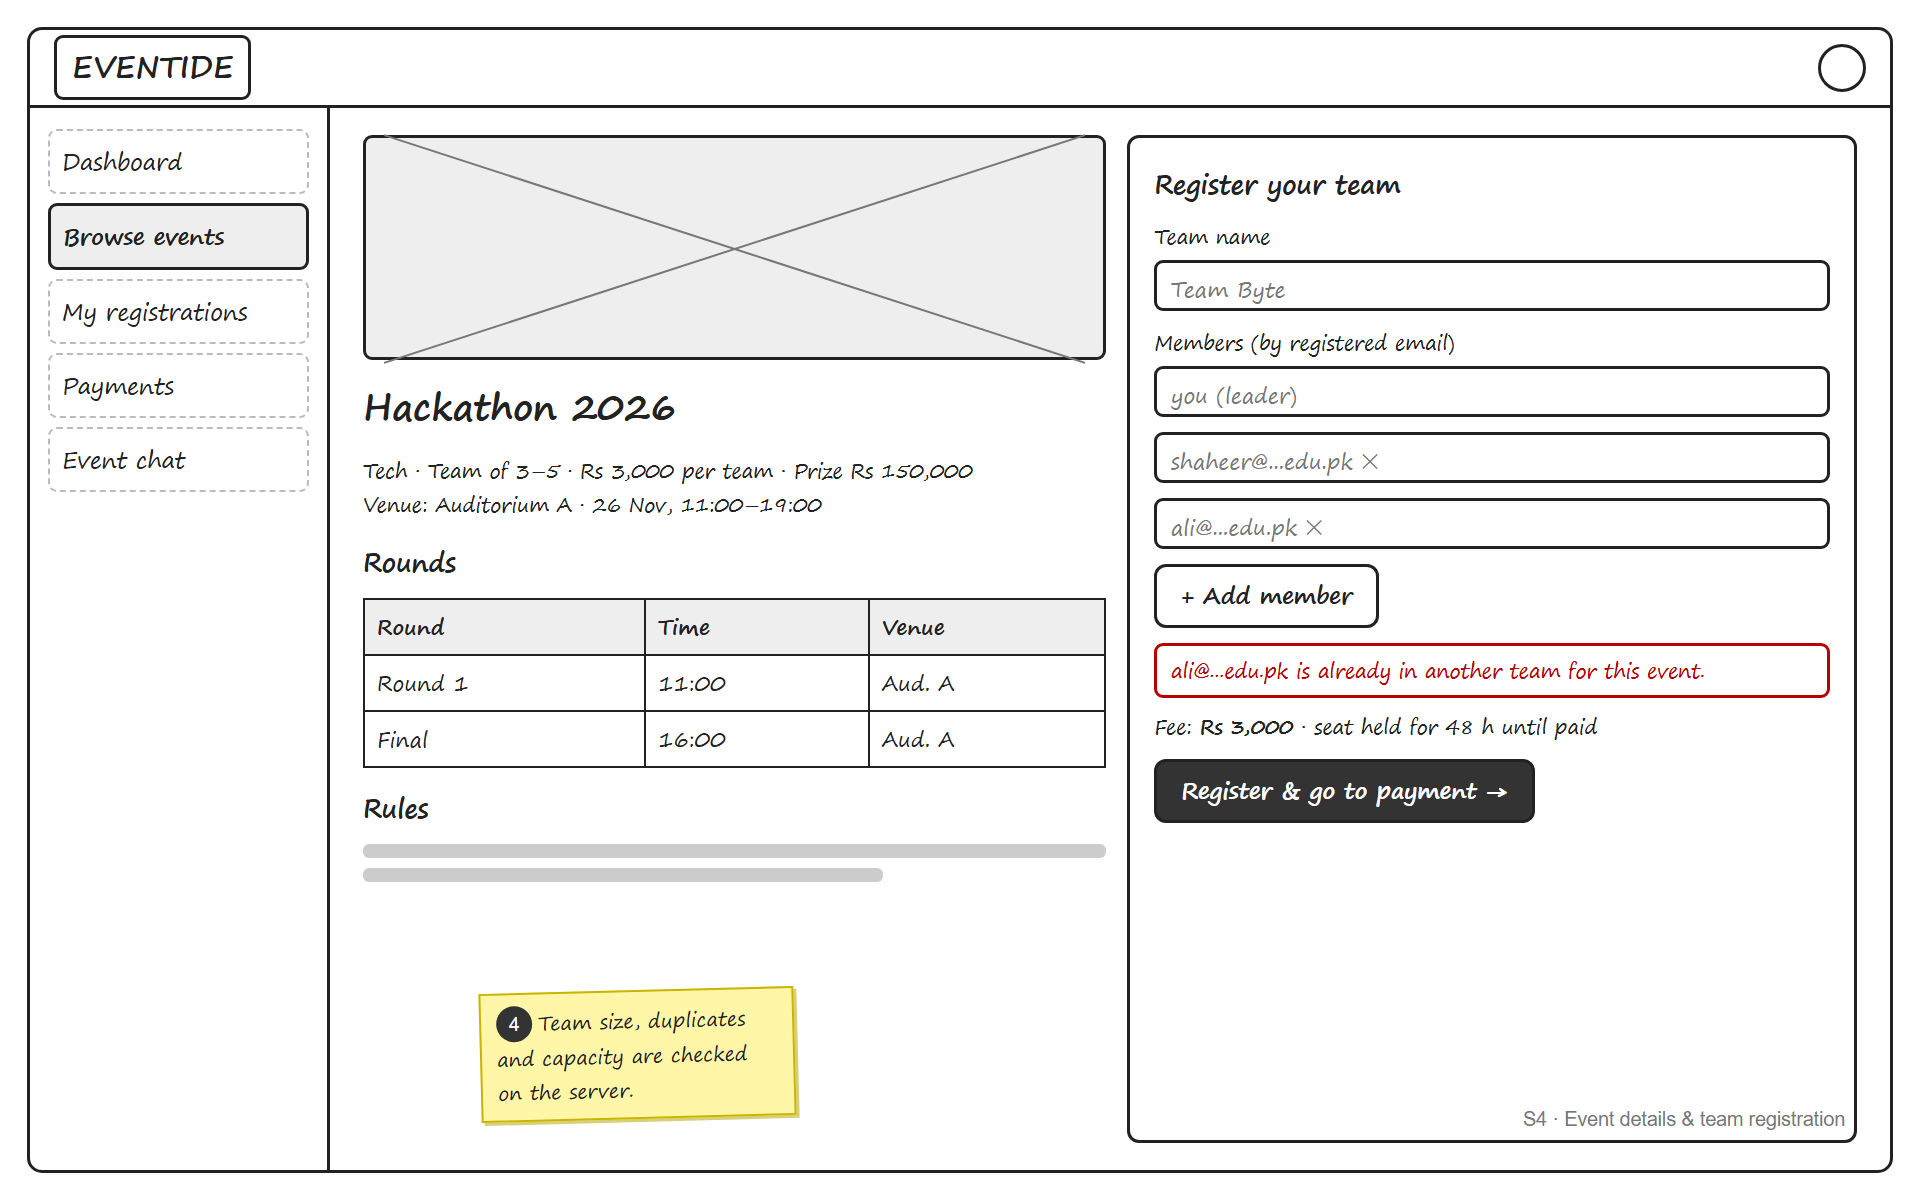 EVENTIDE
Dashboard
Browse events
My registrations
Payments
Event chat
Hackathon 2026
Tech · Team of 3–5 · Rs 3,000 per team · Prize Rs 150,000
Venue: Auditorium A · 26 Nov, 11:00–19:00
Rounds
Round Time Venue
Round 1 11:00 Aud. A
Final 16:00 Aud. A
Rules
4 Team size, duplicates
and capacity are checked
on the server.
Register your team
Team name
Team Byte
Members (by registered email)
you (leader)
shaheer@...edu.pk ×
ali@...edu.pk ×
+ Add member
ali@...edu.pk is already in another team for this event.
Fee: Rs 3,000 · seat held for 48 h until paid
Register & go to payment →
S4 · Event details & team registration